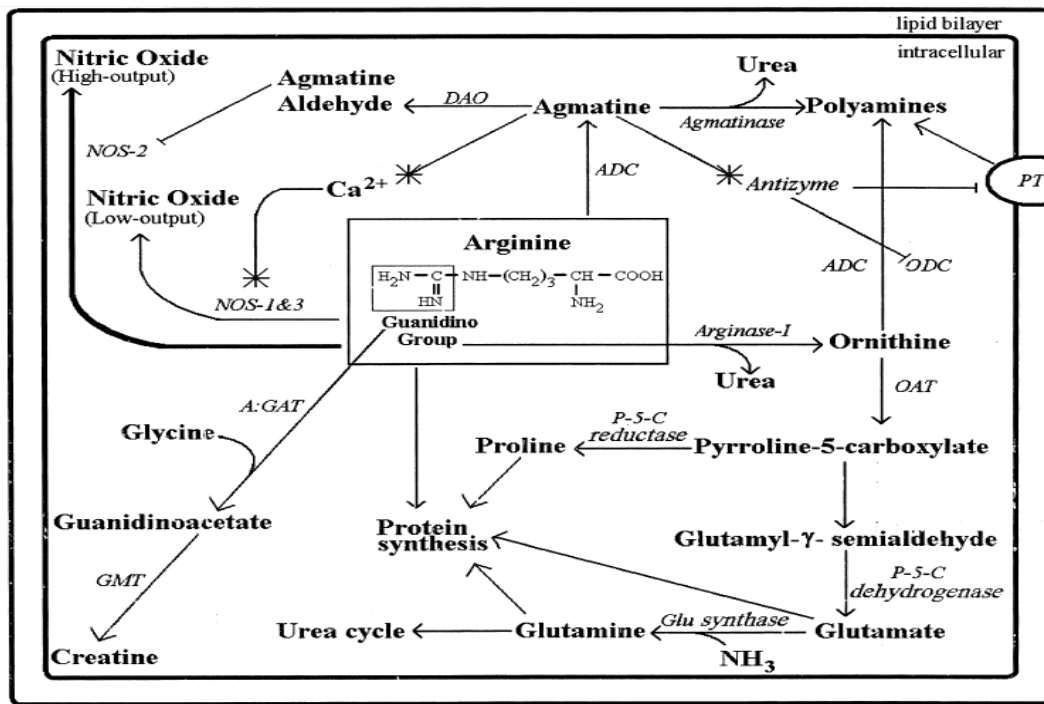 lipid bilayer
intracellular
Nitric Oxide
(High-output)
Agmatine
Aldehyde
DAO
Agmatine
Urea
Agmatinase
Polyamines
NOS-2
Ca2+
ADC
Antizyme
PT
Nitric Oxide
(Low-output)
NOS-1&3
Arginine
H2N—C—NH—(CH2)3—CH—COOH
HN
NH2
Guanidino
Group
ADC
ODC
Arginase-I
Ornithine
Urea
OAT
A:GAT
Glycine
P-5-C
reductase
Proline
Pyrroline-5-carboxylate
Guanidinoacetate
Protein
synthesis
Glutamyl-γ- semialdehyde
GMT
P-5-C
dehydrogenase
Creatine
Urea cycle
Glutamine
Glu synthase
Glutamate
NH3